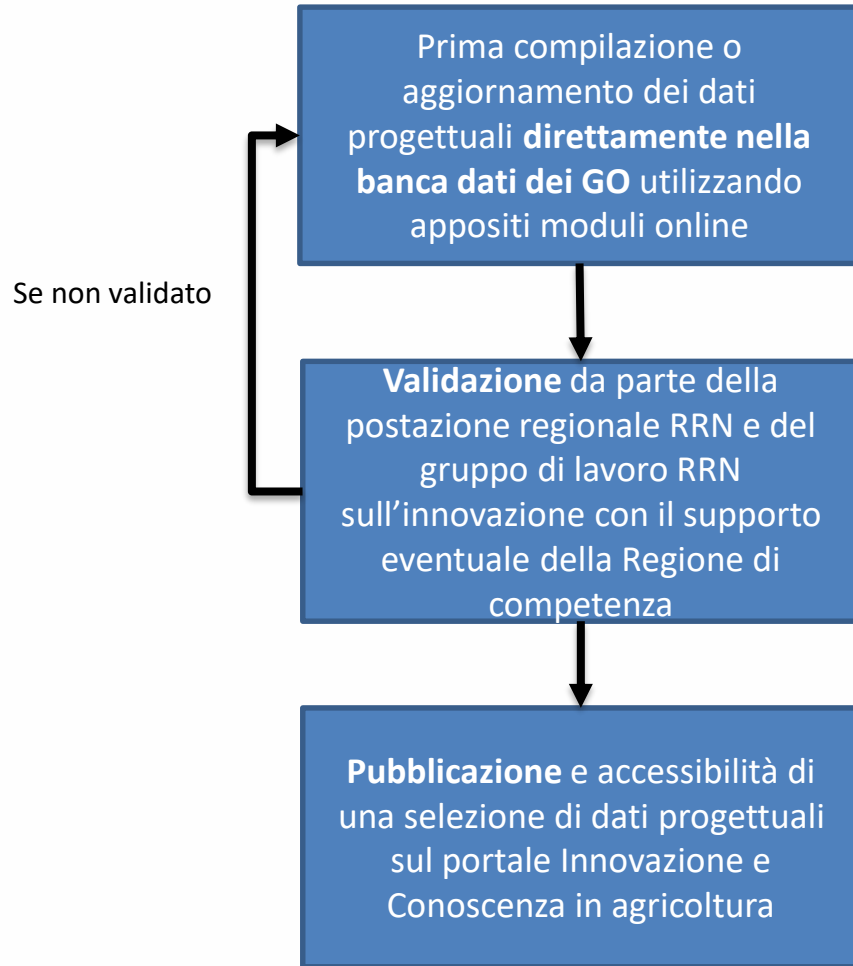 Prima compilazione o
aggiornamento dei dati
progettuali direttamente nella
banca dati dei GO utilizzando
appositi moduli online
Se non validato
Validazione da parte della
postazione regionale RRN e del
gruppo di lavoro RRN
sull’innovazione con il supporto
eventuale della Regione di
competenza
Pubblicazione e accessibilità di
una selezione di dati progettuali
sul portale Innovazione e
Conoscenza in agricoltura